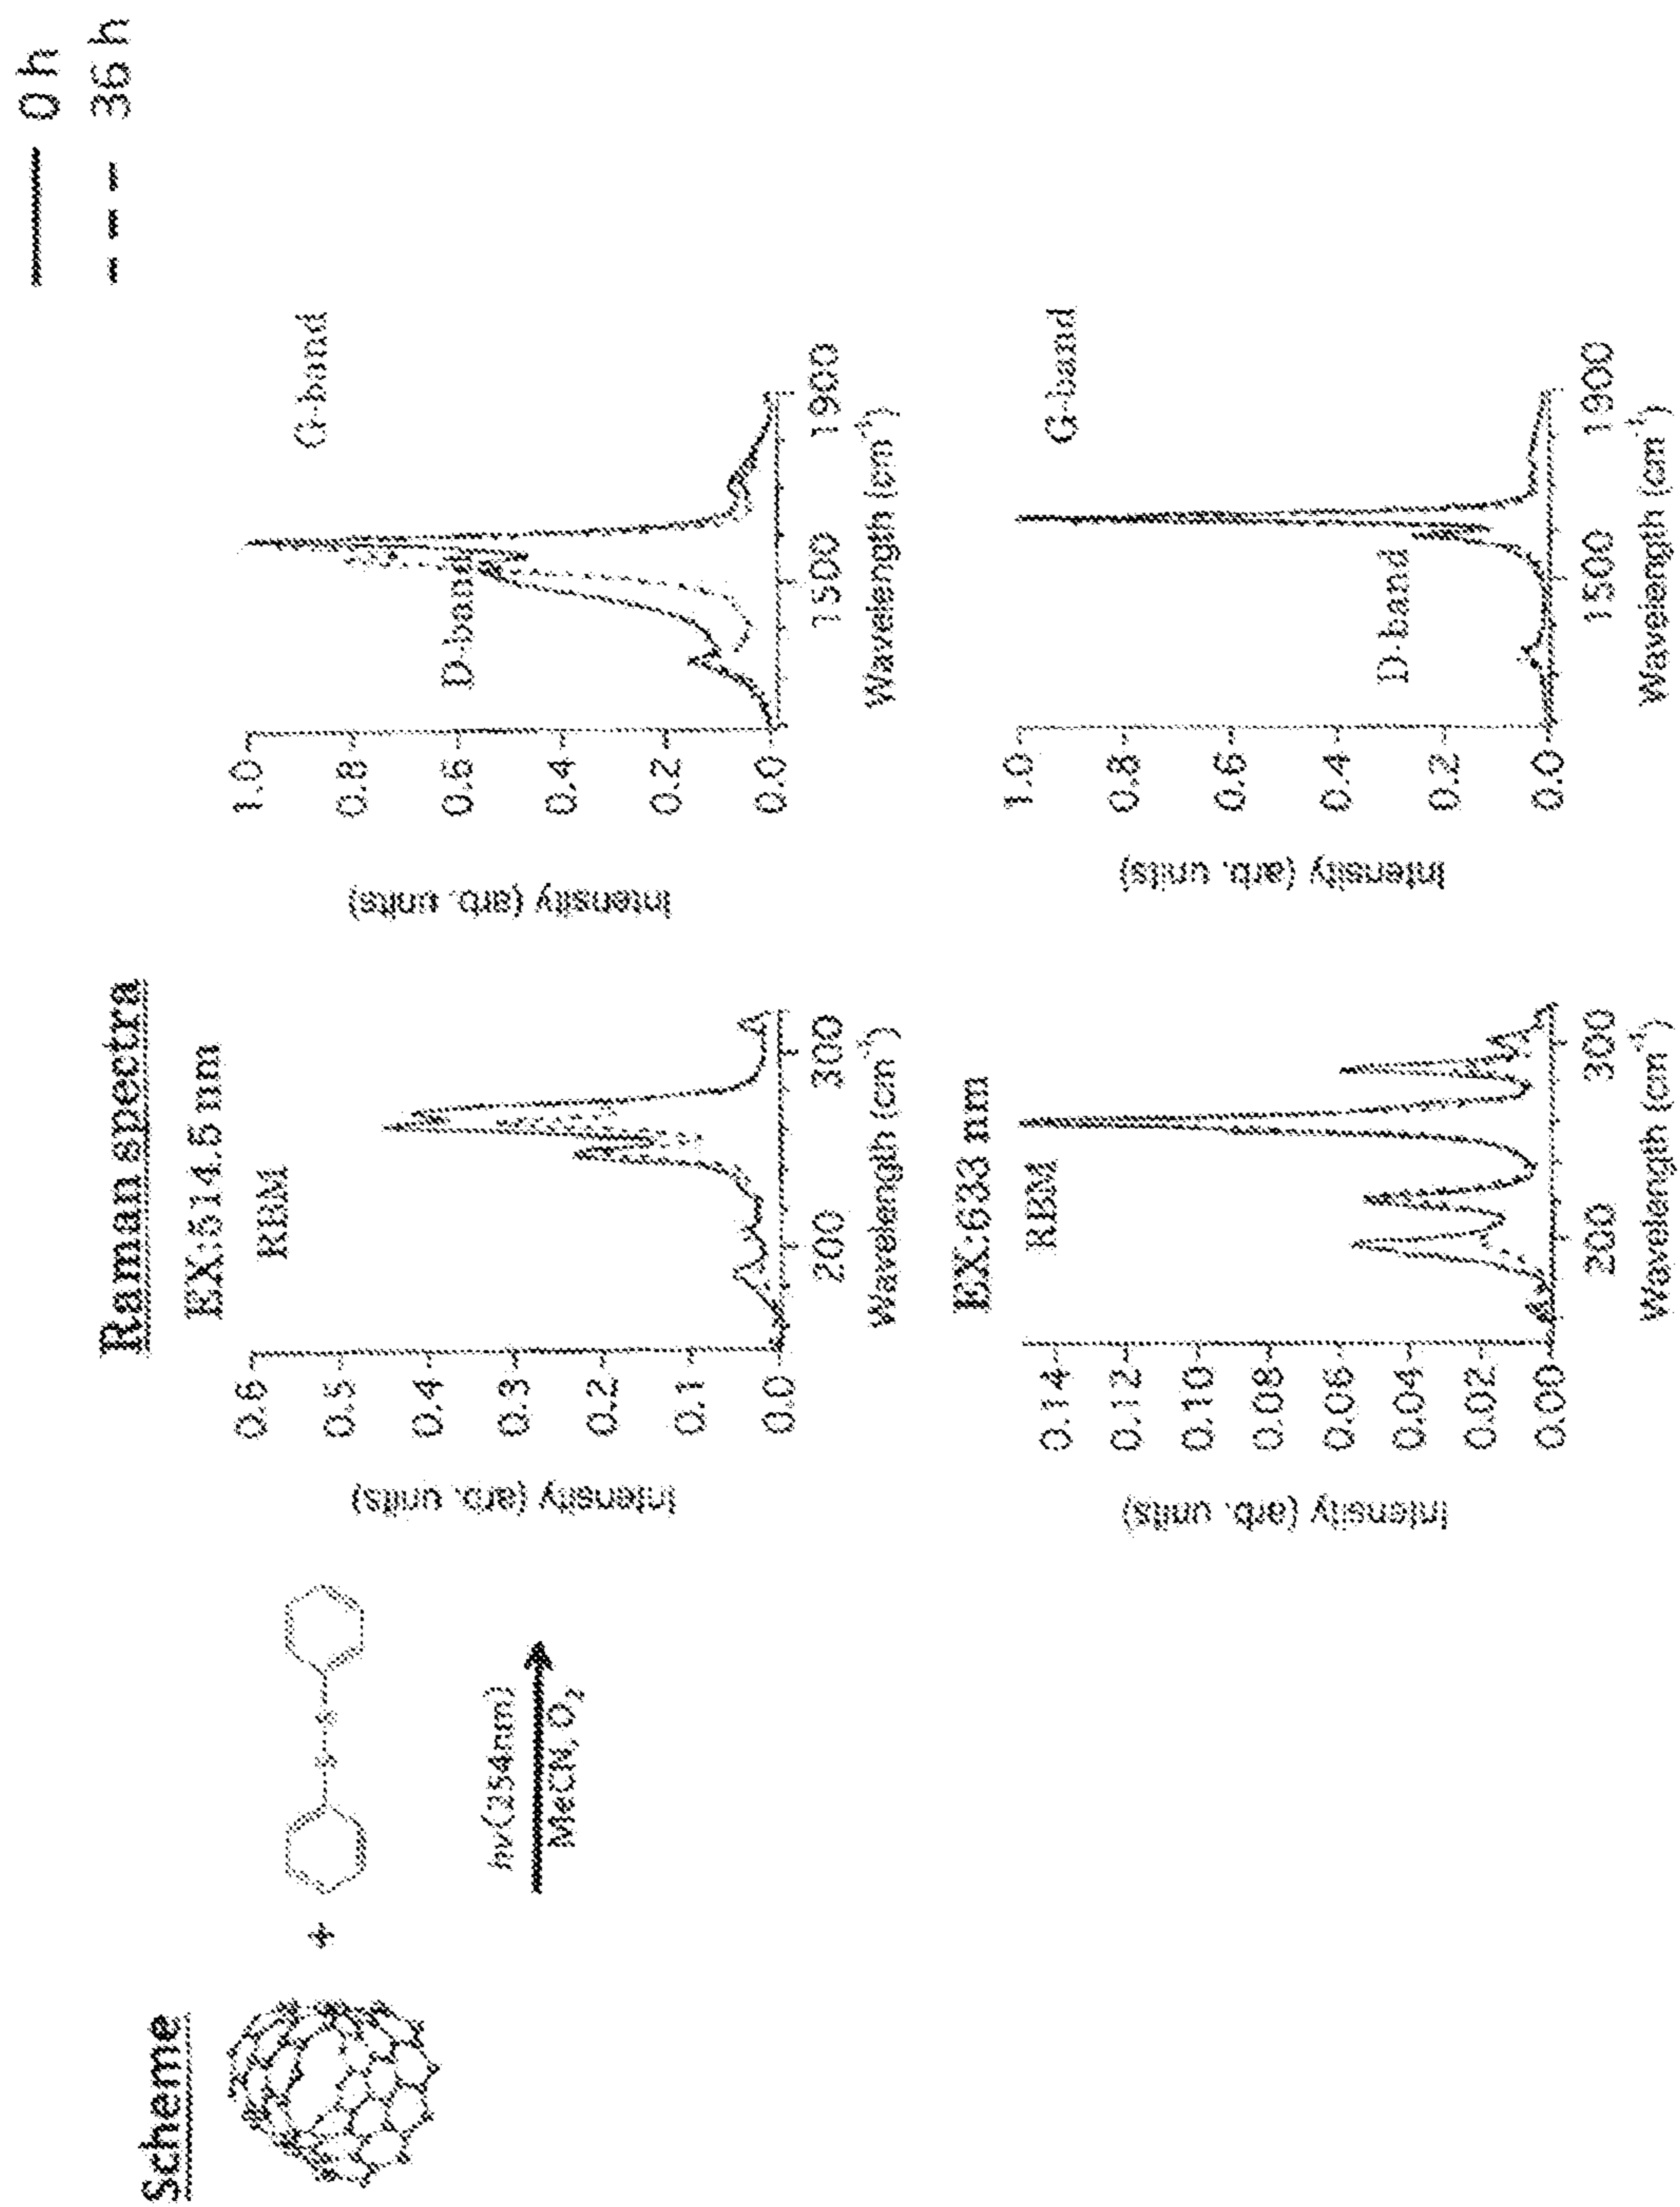 0 h
36 h
Scheme
+
S
S
hν(254nm)
MeCN, O₂
Raman spectra
EX:514.5 nm
RBM
0.6
0.5
0.4
0.3
0.2
0.1
0.0
200
300
Intensity (arb. units)
Wavelength (cm⁻¹)
D-band
G-band
1.0
0.8
0.6
0.4
0.2
0.0
1500
1900
Intensity (arb. units)
Wavelength (cm⁻¹)
EX:633 nm
RBM
0.14
0.12
0.10
0.08
0.06
0.04
0.02
0.00
200
300
Intensity (arb. units)
Wavelength (cm⁻¹)
D-band
G-band
1.0
0.8
0.6
0.4
0.2
0.0
1500
1900
Intensity (arb. units)
Wavelength (cm⁻¹)